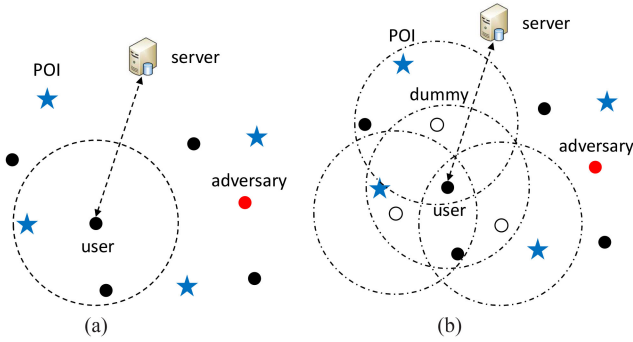 server
POI
adversary
user
(a)
server
POI
dummy
adversary
user
(b)